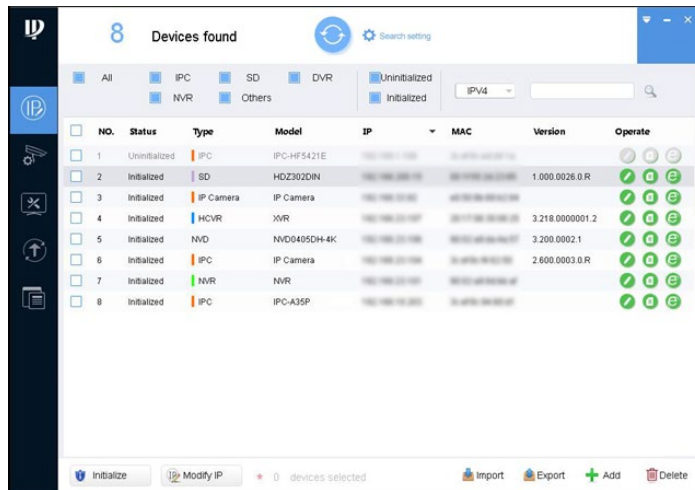 8 Devices found Search setting
All IPC SD DVR Uninitialized
NVR Others Initialized IPV4
NO. Status Type Model IP MAC Version Operate
1 Uninitialized IPC IPC-HF5421E
2 Initialized SD HDZ302DIN 1.000.0026.0.R
3 Initialized IP Camera IP Camera
4 Initialized HCVR XVR 3.218.0000001.2
5 Initialized NVD NVD0405DH-4K 3.200.0002.1
6 Initialized IPC IP Camera 2.600.0003.0.R
7 Initialized NVR NVR
8 Initialized IPC IPC-A35P
Initialize Modify IP * 0 devices selected Import Export Add Delete